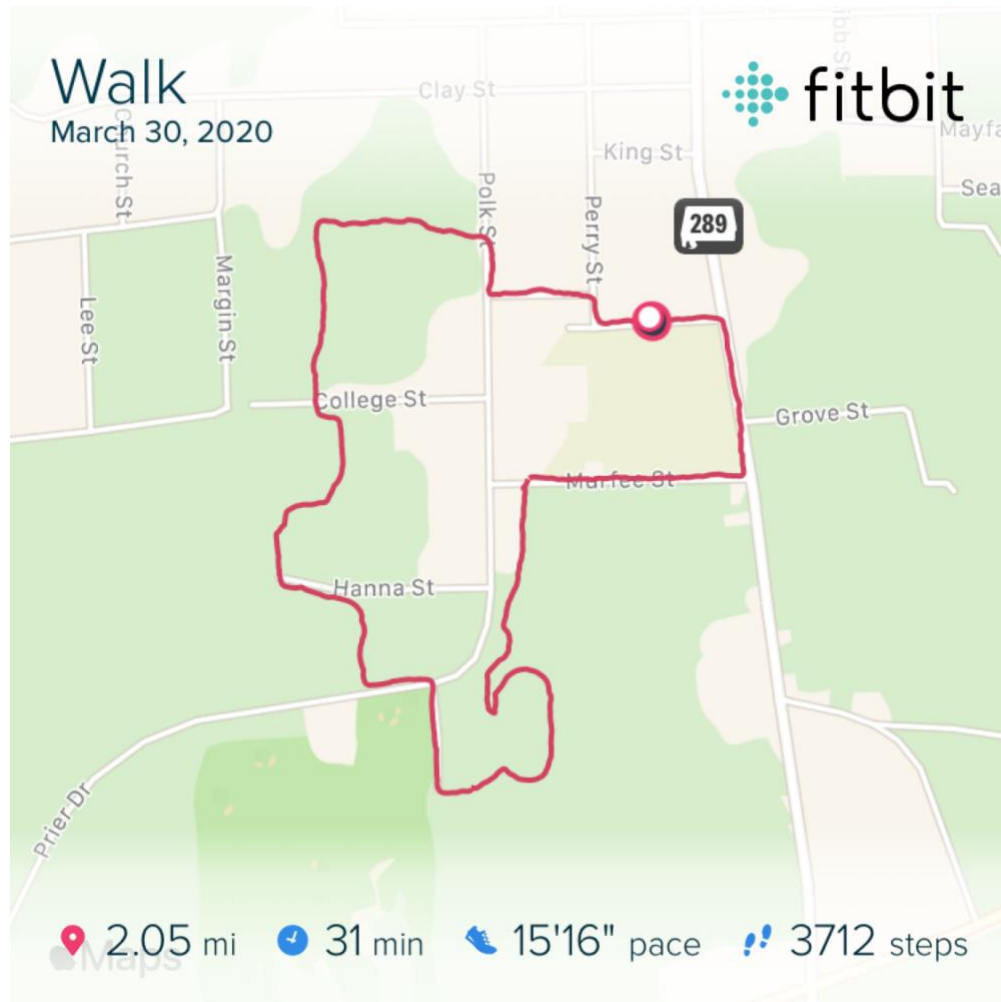 Walk
March 30, 2020
fitbit
Clay St
King St
Church St
Polk St
Perry St
289
Margin St
Lee St
College St
Grove St
Murfee St
Hanna St
Prier Dr
2.05 mi
31 min
15'16" pace
3712 steps
Maps